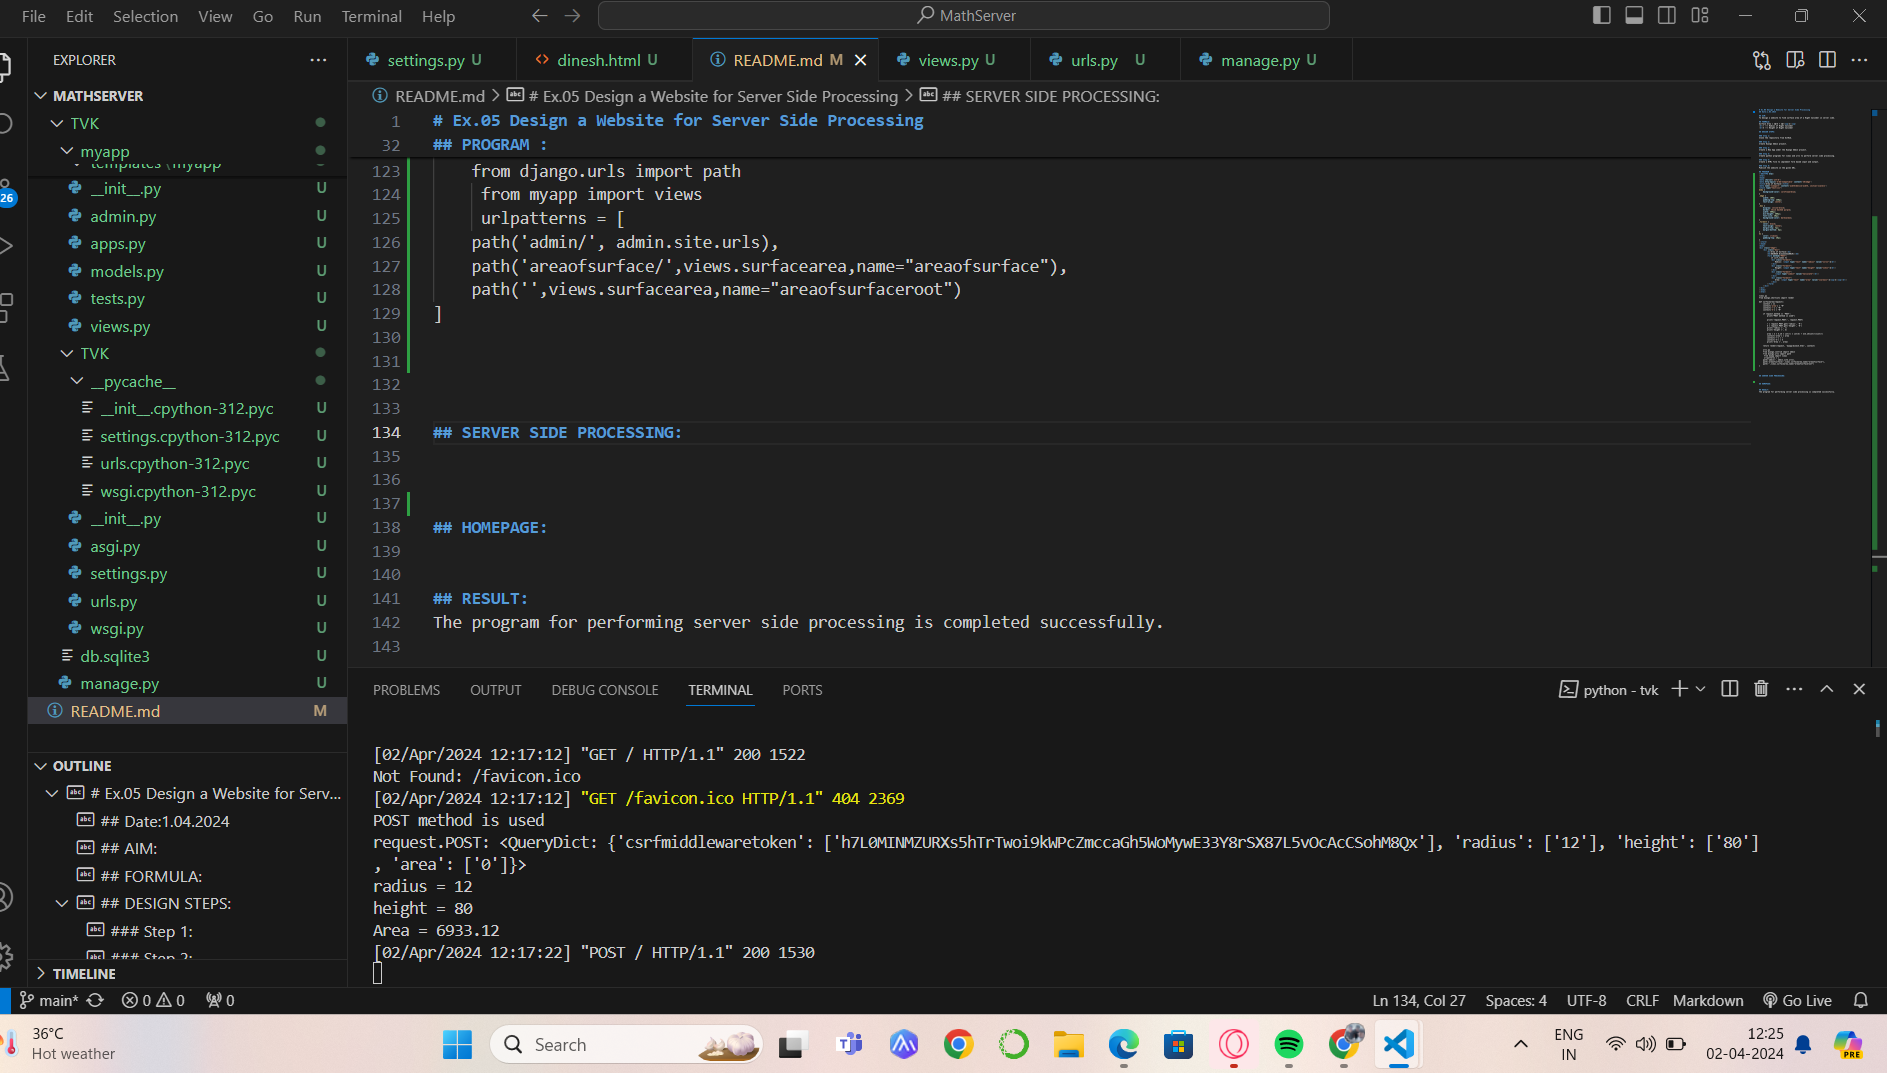 File Edit Selection View Go Run Terminal Help
MathServer
EXPLORER
MATHSERVER
TVK
myapp
templates \myapp
__init__.py U
admin.py U
apps.py U
models.py U
tests.py U
views.py U
TVK
__pycache__
__init__.cpython-312.pyc U
settings.cpython-312.pyc U
urls.cpython-312.pyc U
wsgi.cpython-312.pyc U
__init__.py U
asgi.py U
settings.py U
urls.py U
wsgi.py U
db.sqlite3 U
manage.py U
README.md M
OUTLINE
# Ex.05 Design a Website for Serv...
## Date:1.04.2024
## AIM:
## FORMULA:
## DESIGN STEPS:
### Step 1:
### Step 2:
TIMELINE
26
settings.py U dinesh.html U README.md M views.py U urls.py U manage.py U
README.md > # Ex.05 Design a Website for Server Side Processing > ## SERVER SIDE PROCESSING:
1 # Ex.05 Design a Website for Server Side Processing
32 ## PROGRAM :
123 from django.urls import path
124 from myapp import views
125 urlpatterns = [
126 path('admin/', admin.site.urls),
127 path('areaofsurface/',views.surfacearea,name="areaofsurface"),
128 path('',views.surfacearea,name="areaofsurfaceroot")
129 ]
130
131
132
133
134 ## SERVER SIDE PROCESSING:
135
136
137
138 ## HOMEPAGE:
139
140
141 ## RESULT:
142 The program for performing server side processing is completed successfully.
143
PROBLEMS OUTPUT DEBUG CONSOLE TERMINAL PORTS
python - tvk
[02/Apr/2024 12:17:12] "GET / HTTP/1.1" 200 1522
Not Found: /favicon.ico
[02/Apr/2024 12:17:12] "GET /favicon.ico HTTP/1.1" 404 2369
POST method is used
request.POST: <QueryDict: {'csrfmiddlewaretoken': ['h7L0MINMZURXs5hTrTwoi9kWPcZmccaGh5WoMywE33Y8rSX87L5vOcAcCSohM8Qx'], 'radius': ['12'], 'height': ['80']
, 'area': ['0']}>
radius = 12
height = 80
Area = 6933.12
[02/Apr/2024 12:17:22] "POST / HTTP/1.1" 200 1530
main* 0 0 0
Ln 134, Col 27 Spaces: 4 UTF-8 CRLF Markdown Go Live
36°C
Hot weather
Search
ENG
IN
12:25
02-04-2024
PRE